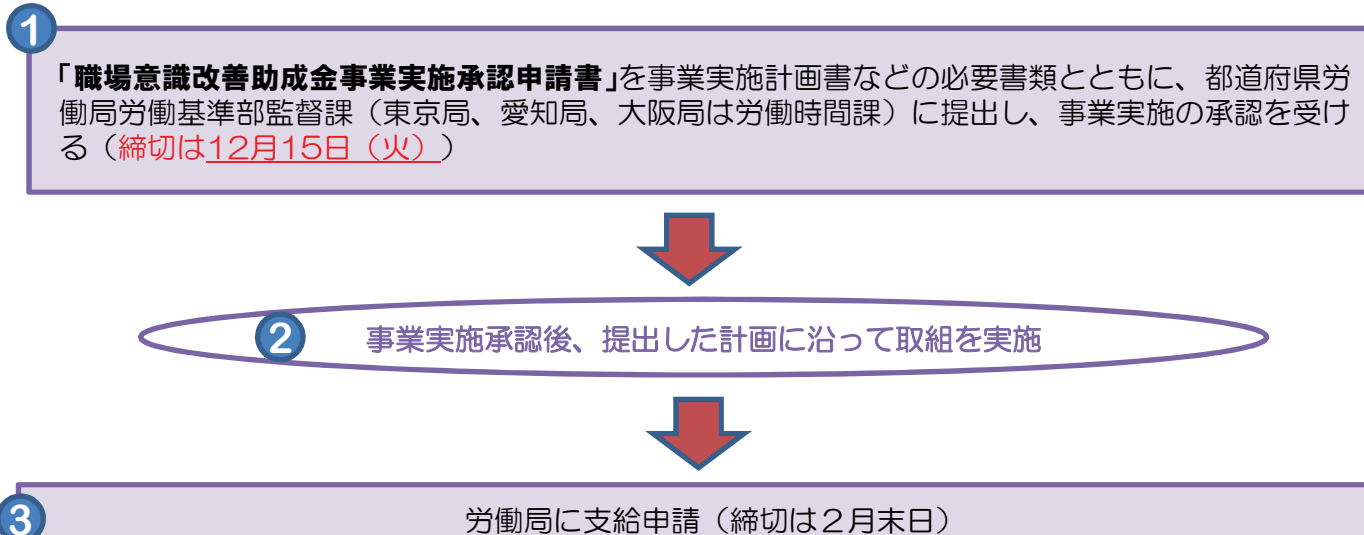 1
「職場意識改善助成金事業実施承認申請書」を事業実施計画書などの必要書類とともに、都道府県労
働局労働基準部監督課（東京局、愛知局、大阪局は労働時間課）に提出し、事業実施の承認を受け
る（締切は12月15日（火））
2 事業実施承認後、提出した計画に沿って取組を実施
3 労働局に支給申請（締切は２月末日）